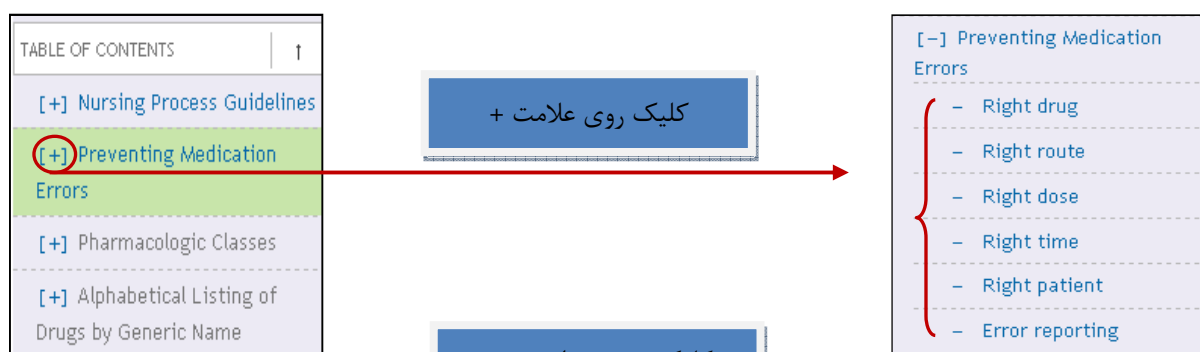 TABLE OF CONTENTS ↑
[+] Nursing Process Guidelines
[+] Preventing Medication
Errors
[+] Pharmacologic Classes
[+] Alphabetical Listing of
Drugs by Generic Name
کلیک روی علامت +
[−] Preventing Medication
Errors
− Right drug
− Right route
− Right dose
− Right time
− Right patient
− Error reporting